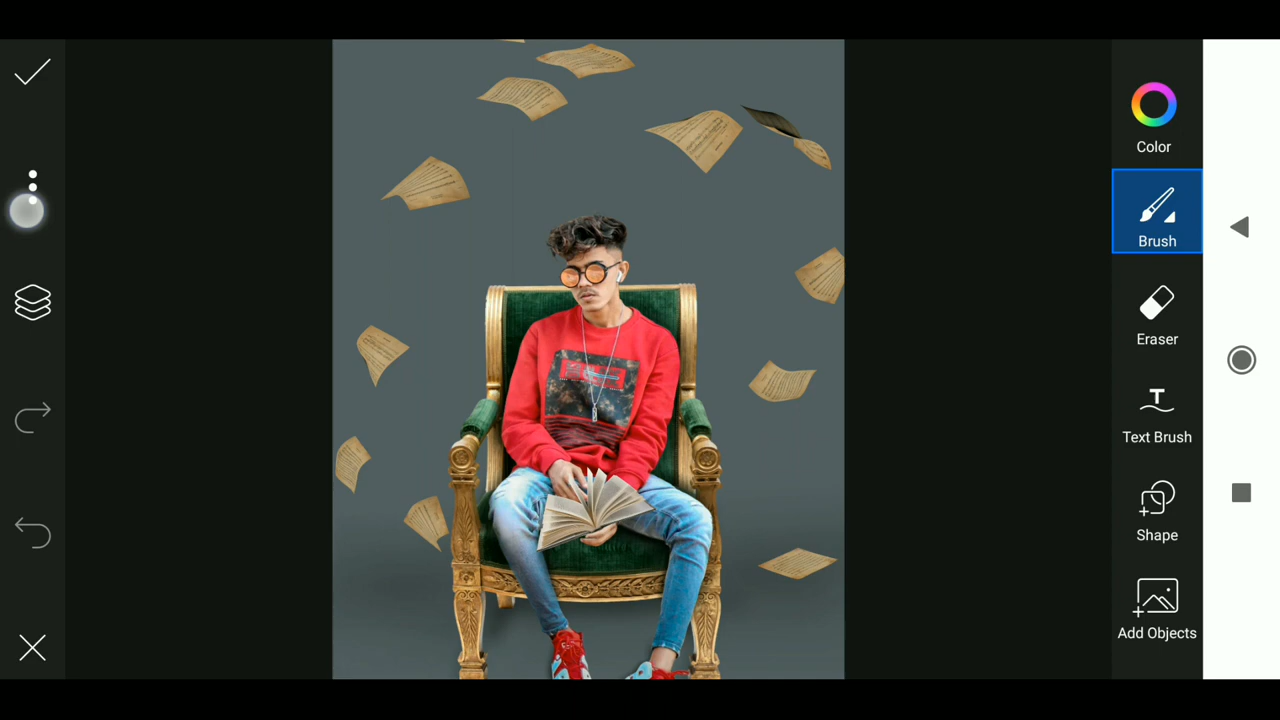 Color
Brush
Eraser
Text Brush
Shape
Add Objects